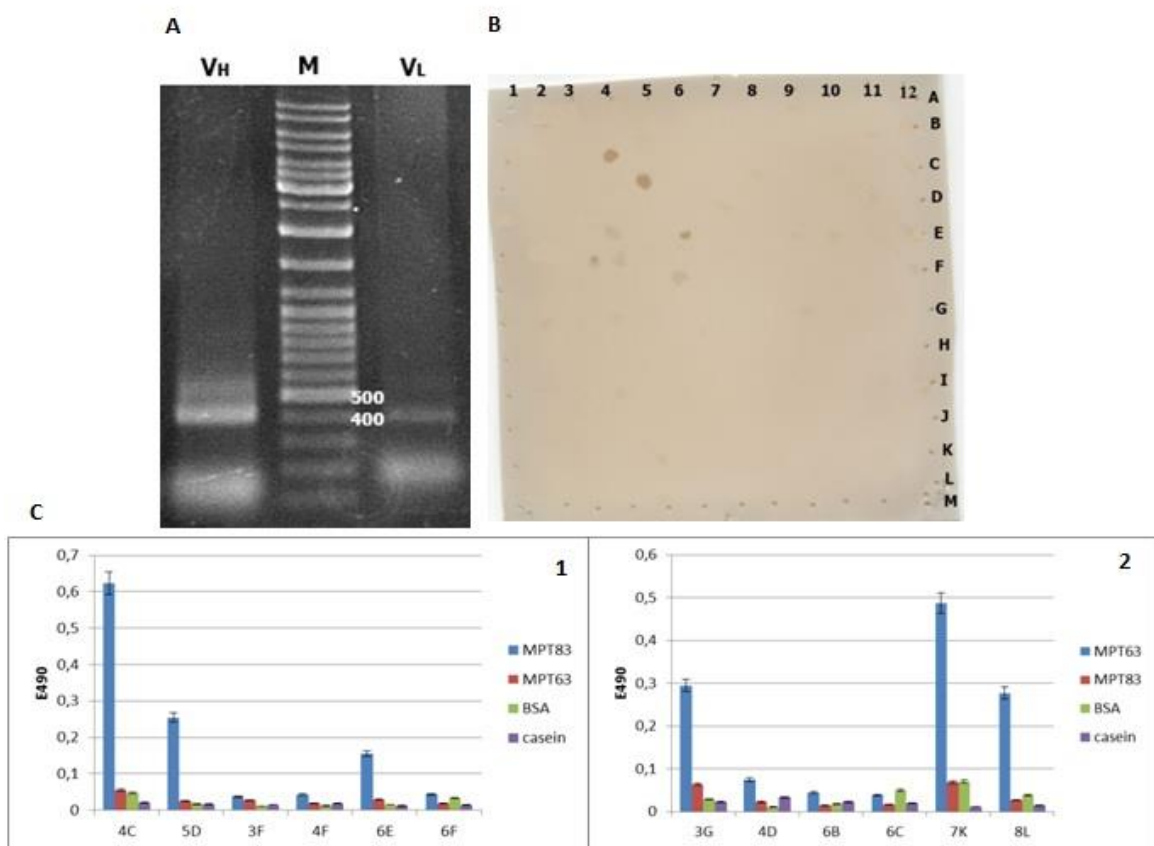 A
VH M VL
500
400
B
1 2 3 4 5 6 7 8 9 10 11 12
A
B
C
D
E
F
G
H
I
J
K
L
M
C
1
0,7
0,6
0,5
0,4
0,3
0,2
0,1
0
E490
4C 5D 3F 4F 6E 6F
MPT83
MPT63
BSA
casein
2
0,6
0,5
0,4
0,3
0,2
0,1
0
E490
3G 4D 6B 6C 7K 8L
MPT63
MPT83
BSA
casein